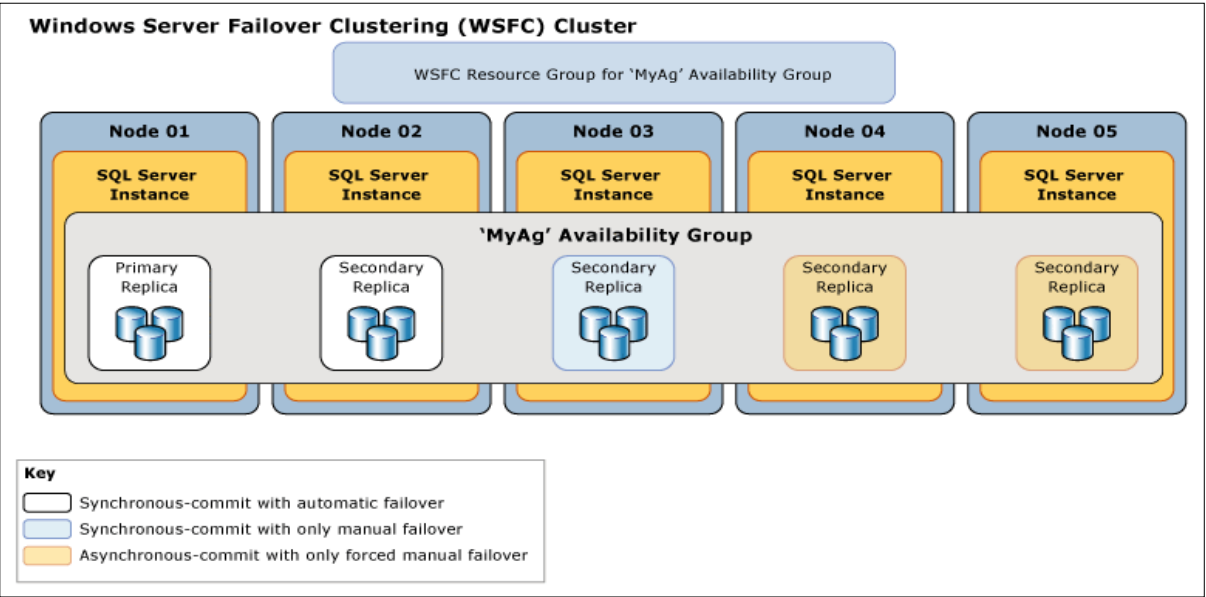 Windows Server Failover Clustering (WSFC) Cluster
WSFC Resource Group for ‘MyAg’ Availability Group
Node 01
SQL Server
Instance
Node 02
SQL Server
Instance
Node 03
SQL Server
Instance
Node 04
SQL Server
Instance
Node 05
SQL Server
Instance
‘MyAg’ Availability Group
Primary
Replica
Secondary
Replica
Secondary
Replica
Secondary
Replica
Secondary
Replica
Key
Synchronous-commit with automatic failover
Synchronous-commit with only manual failover
Asynchronous-commit with only forced manual failover